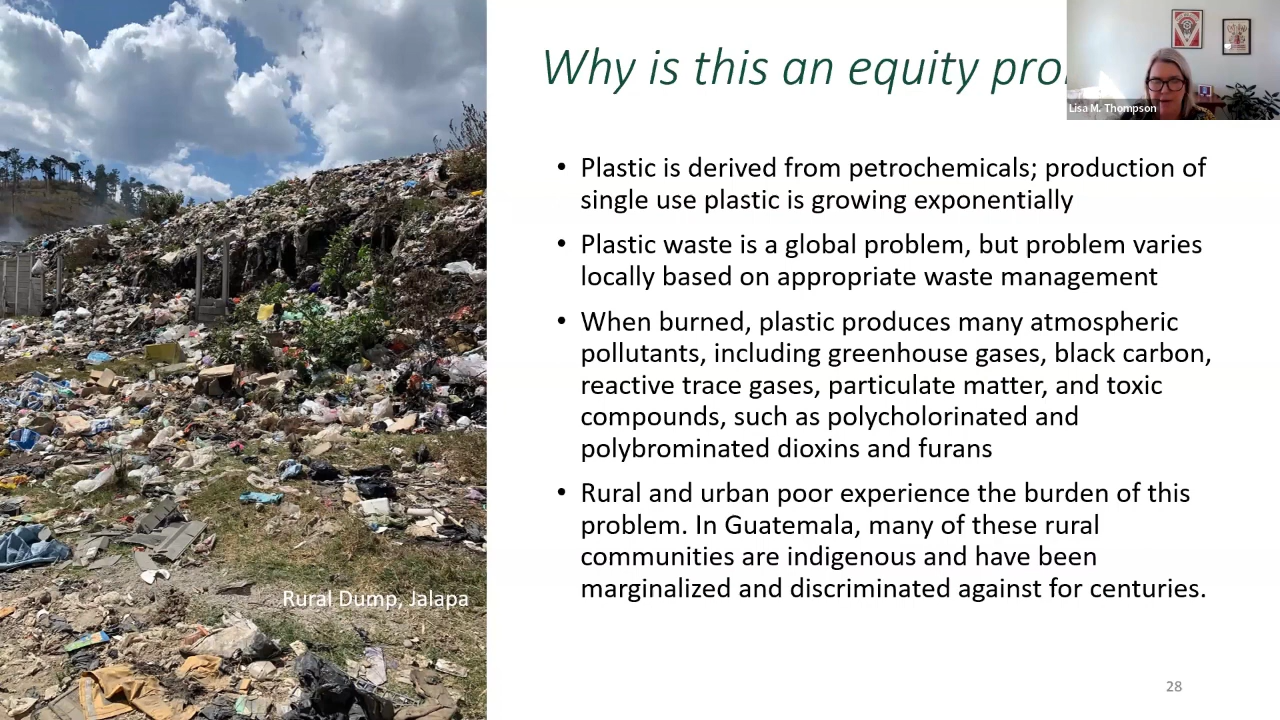 Why is this an equity
Lisa M. Thompson
• Plastic is derived from petrochemicals; production of
single use plastic is growing exponentially
• Plastic waste is a global problem, but problem varies
locally based on appropriate waste management
• When burned, plastic produces many atmospheric
pollutants, including greenhouse gases, black carbon,
reactive trace gases, particulate matter, and toxic
compounds, such as polycholorinated and
polybrominated dioxins and furans
• Rural and urban poor experience the burden of this
problem. In Guatemala, many of these rural
communities are indigenous and have been
marginalized and discriminated against for centuries.
Rural Dump, Jalapa
28